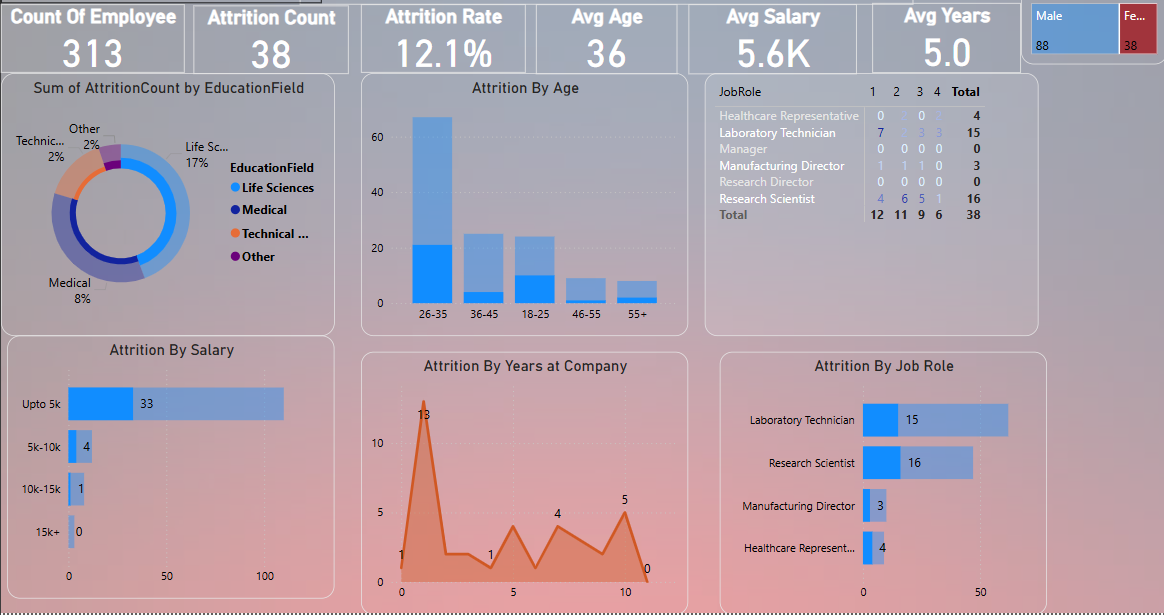 Count Of Employee
313
Attrition Count
38
Attrition Rate
12.1%
Avg Age
36
Avg Salary
5.6K
Avg Years
5.0
Male
88
Fe...
38
Sum of AttritionCount by EducationField
Other
2%
Technic...
2%
Life Sc...
17%
Medical
8%
EducationField
Life Sciences
Medical
Technical ...
Other
Attrition By Age
60
40
20
0
26-35 36-45 18-25 46-55 55+
JobRole 1 2 3 4 Total
Healthcare Representative 0 0 4
Laboratory Technician 7 3 3 15
Manager 0 0 0 0 0
Manufacturing Director 1 1 1 0 3
Research Director 0 0 0 0 0
Research Scientist 4 6 5 1 16
Total 12 11 9 6 38
Attrition By Salary
Upto 5k 33
5k-10k 4
10k-15k 1
15k+ 0
0 50 100
Attrition By Years at Company
13
10
5
5
4
1
1
0
0
0 5 10
Attrition By Job Role
Laboratory Technician 15
Research Scientist 16
Manufacturing Director 3
Healthcare Represent... 4
0 50